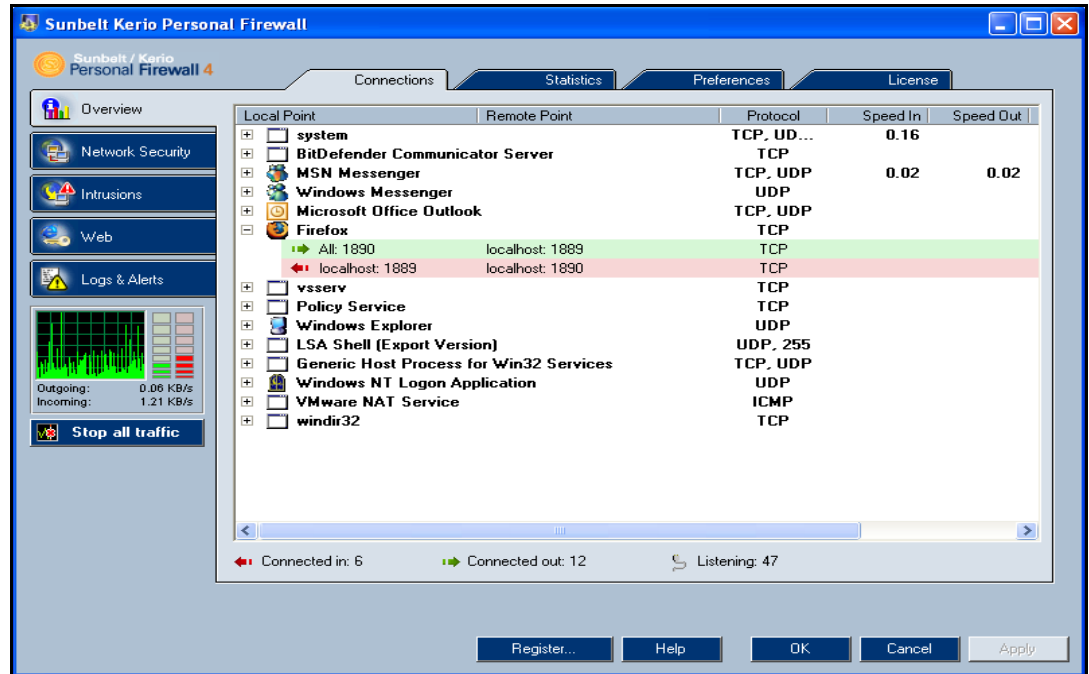 Sunbelt Kerio Personal Firewall
Sunbelt / Kerio
Personal Firewall 4
Connections Statistics Preferences License
Overview
Network Security
Intrusions
Web
Logs & Alerts
Outgoing: 0.06 KB/s
Incoming: 1.21 KB/s
Stop all traffic
Local Point Remote Point Protocol Speed In Speed Out
system TCP, UD... 0.16
BitDefender Communicator Server TCP
MSN Messenger TCP, UDP 0.02 0.02
Windows Messenger UDP
Microsoft Office Outlook TCP, UDP
Firefox TCP
All: 1890 localhost: 1889 TCP
localhost: 1889 localhost: 1890 TCP
vsserv TCP
Policy Service TCP
Windows Explorer UDP
LSA Shell (Export Version) UDP, 255
Generic Host Process for Win32 Services TCP, UDP
Windows NT Logon Application UDP
VMware NAT Service ICMP
windir32 TCP
Connected in: 6 Connected out: 12 Listening: 47
Register... Help OK Cancel Apply